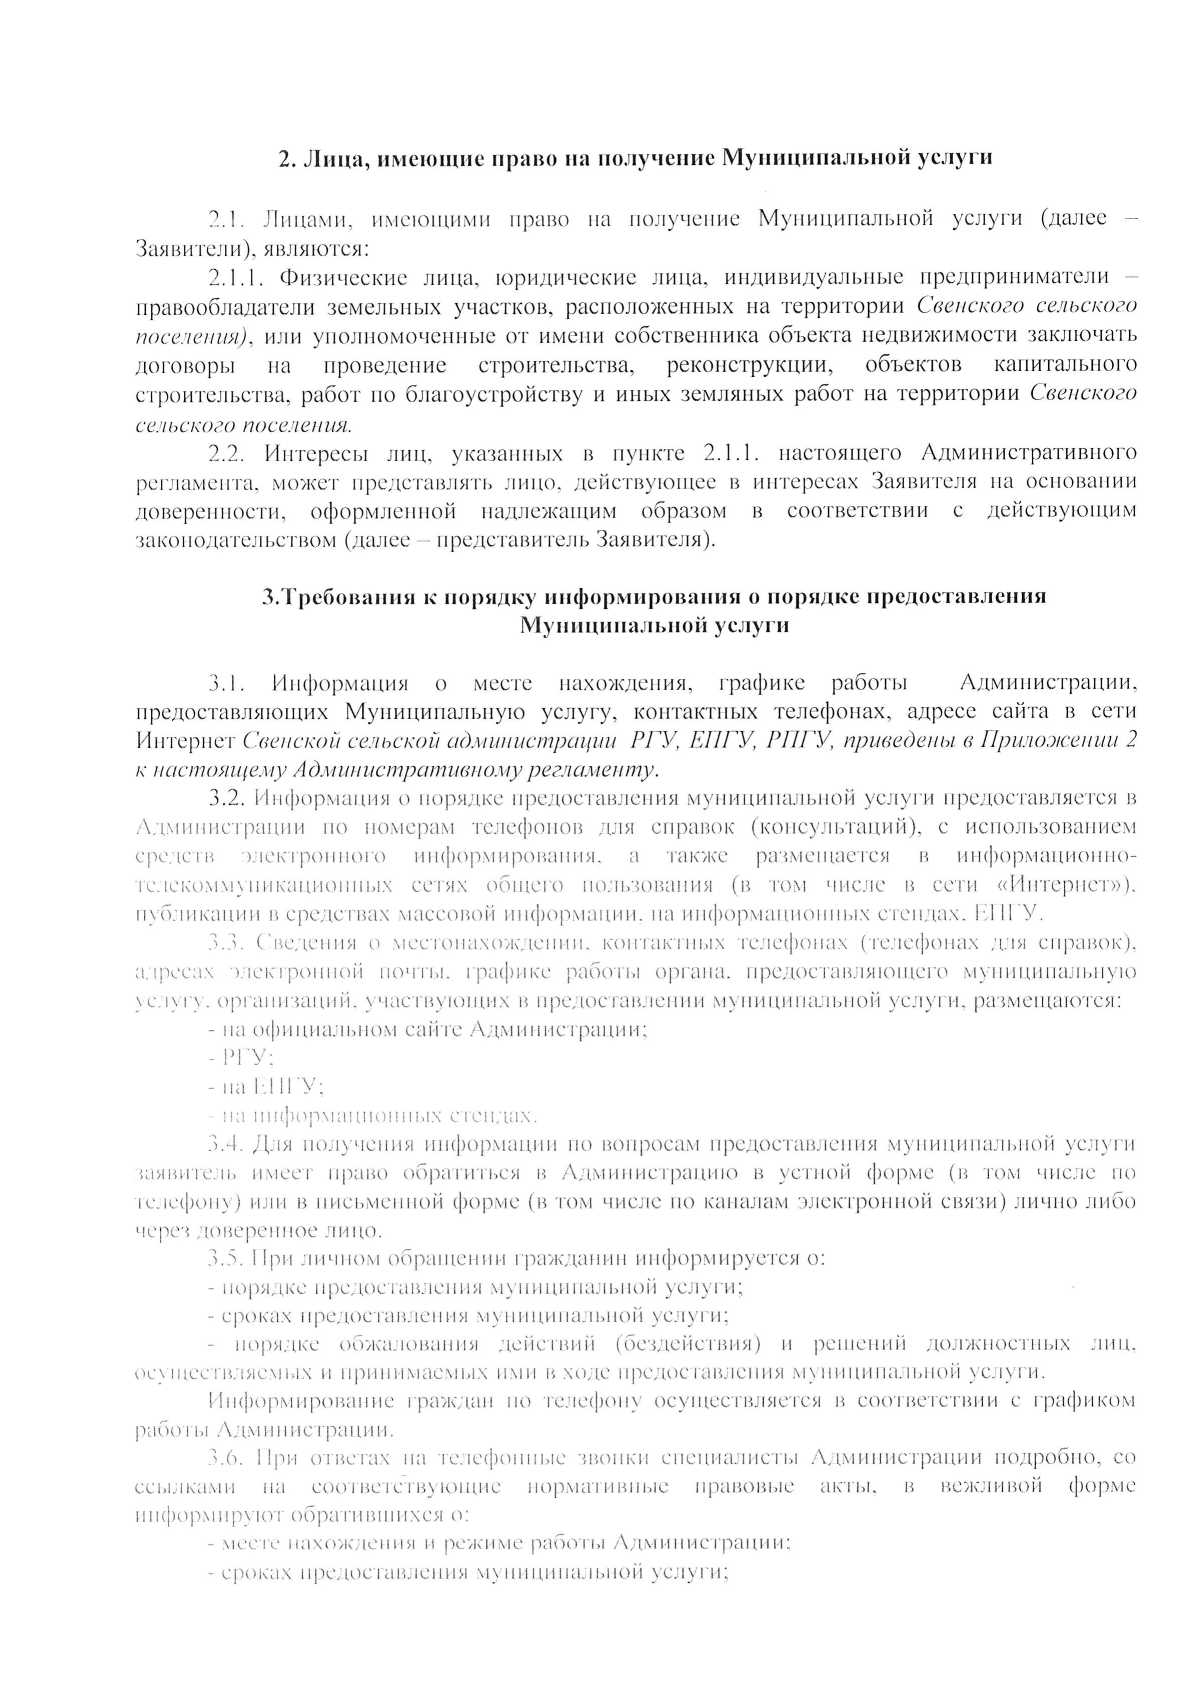 2. Лица, имеющие право на получение Муниципальной услуги
2.1. Лицами, имеющими право на получение Муниципальной услуги (далее –
Заявители), являются:
2.1.1. Физические лица, юридические лица, индивидуальные предприниматели –
правообладатели земельных участков, расположенных на территории Свенского сельского
поселения), или уполномоченные от имени собственника объекта недвижимости заключать
договоры на проведение строительства, реконструкции, объектов капитального
строительства, работ по благоустройству и иных земляных работ на территории Свенского
сельского поселения.
2.2. Интересы лиц, указанных в пункте 2.1.1. настоящего Административного
регламента, может представлять лицо, действующее в интересах Заявителя на основании
доверенности, оформленной надлежащим образом в соответствии с действующим
законодательством (далее – представитель Заявителя).
3.Требования к порядку информирования о порядке предоставления
Муниципальной услуги
3.1. Информация о месте нахождения, графике работы Администрации,
предоставляющих Муниципальную услугу, контактных телефонах, адресе сайта в сети
Интернет Свенской сельской администрации РГУ, ЕПГУ, РПГУ, приведены в Приложении 2
к настоящему Административному регламенту.
3.2. Информация о порядке предоставления муниципальной услуги предоставляется в
Администрации по номерам телефонов для справок (консультаций), с использованием
средств электронного информирования, а также размещается в информационно-
телекоммуникационных сетях общего пользования (в том числе в сети «Интернет»),
публикации в средствах массовой информации, на информационных стендах, ЕПГУ.
3.3. Сведения о местонахождении, контактных телефонах (телефонах для справок),
адресах электронной почты, графике работы органа, предоставляющего муниципальную
услугу, организаций, участвующих в предоставлении муниципальной услуги, размещаются:
- на официальном сайте Администрации;
- РГУ;
- на ЕПГУ;
- на информационных стендах.
3.4. Для получения информации по вопросам предоставления муниципальной услуги
заявитель имеет право обратиться в Администрацию в устной форме (в том числе по
телефону) или в письменной форме (в том числе по каналам электронной связи) лично либо
через доверенное лицо.
3.5. При личном обращении гражданин информируется о:
- порядке предоставления муниципальной услуги;
- сроках предоставления муниципальной услуги;
- порядке обжалования действий (бездействия) и решений должностных лиц,
осуществляемых и принимаемых ими в ходе предоставления муниципальной услуги.
Информирование граждан по телефону осуществляется в соответствии с графиком
работы Администрации.
3.6. При ответах на телефонные звонки специалисты Администрации подробно, со
ссылками на соответствующие нормативные правовые акты, в вежливой форме
информируют обратившихся о:
- месте нахождения и режиме работы Администрации;
- сроках предоставления муниципальной услуги;